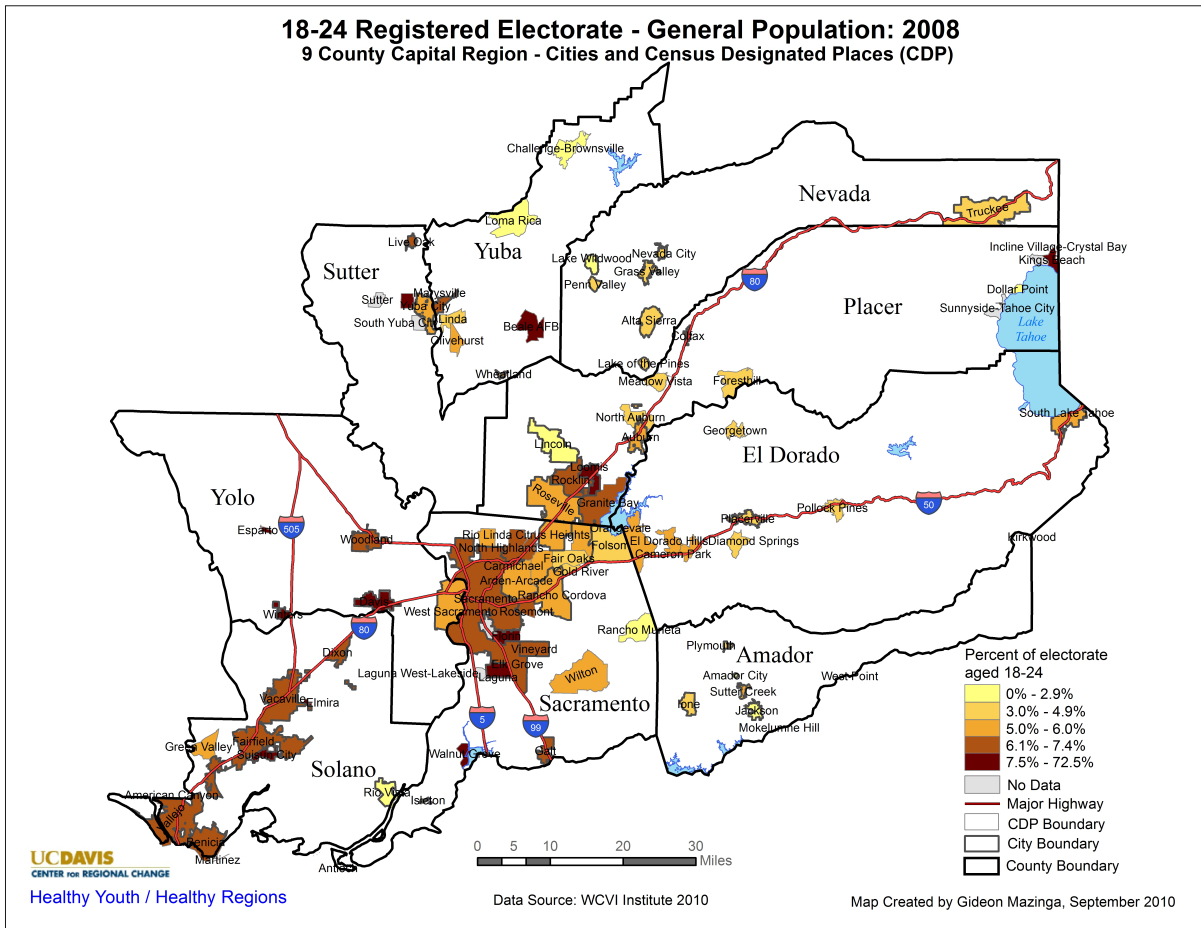 18-24 Registered Electorate - General Population: 2008
9 County Capital Region - Cities and Census Designated Places (CDP)
Challenge-Brownsville
Nevada
Truckee
Loma Rica
Live Oak
Yuba
Sutter
Lake Wildwood
Nevada City
Grass Valley
Penn Valley
Incline Village-Crystal Bay
Kings Beach
80
Dollar Point
Sunnyside-Tahoe City
Placer
Sutter
Marysville
Yuba City
South Yuba City
Linda
Olivehurst
Beale AFB
Alta Sierra
Colfax
Lake
Tahoe
Wheatland
Lake of the Pines
Meadow Vista
Foresthill
North Auburn
Auburn
Georgetown
South Lake Tahoe
Lincoln
El Dorado
Loomis
Rocklin
Roseville
Granite Bay
Yolo
Esparto
505
Woodland
Pollock Pines
50
Placerville
Orangevale
Rio Linda
Citrus Heights
North Highlands
Folsom
El Dorado Hills
Diamond Springs
Cameron Park
Kirkwood
Fair Oaks
Carmichael
Gold River
Arden-Arcade
Rancho Cordova
Sacramento
West Sacramento
Rosemont
Davis
Winters
80
Dixon
Rancho Murieta
Florin
Vineyard
Elk Grove
Laguna West-Lakeside
Laguna
Wilton
Sacramento
Plymouth
Amador
Amador City
West Point
Sutter Creek
Ione
Jackson
Mokelumne Hill
Vacaville
Elmira
5
99
Green Valley
Fairfield
Suisun City
Walnut Grove
Galt
Solano
American Canyon
Rio Vista
Isleton
Vallejo
Benicia
Martinez
Antioch
Percent of electorate
aged 18-24
0% - 2.9%
3.0% - 4.9%
5.0% - 6.0%
6.1% - 7.4%
7.5% - 72.5%
No Data
Major Highway
CDP Boundary
City Boundary
County Boundary
0 5 10 20 30
Miles
UCDAVIS
CENTER FOR REGIONAL CHANGE
Healthy Youth / Healthy Regions
Data Source: WCVI Institute 2010
Map Created by Gideon Mazinga, September 2010